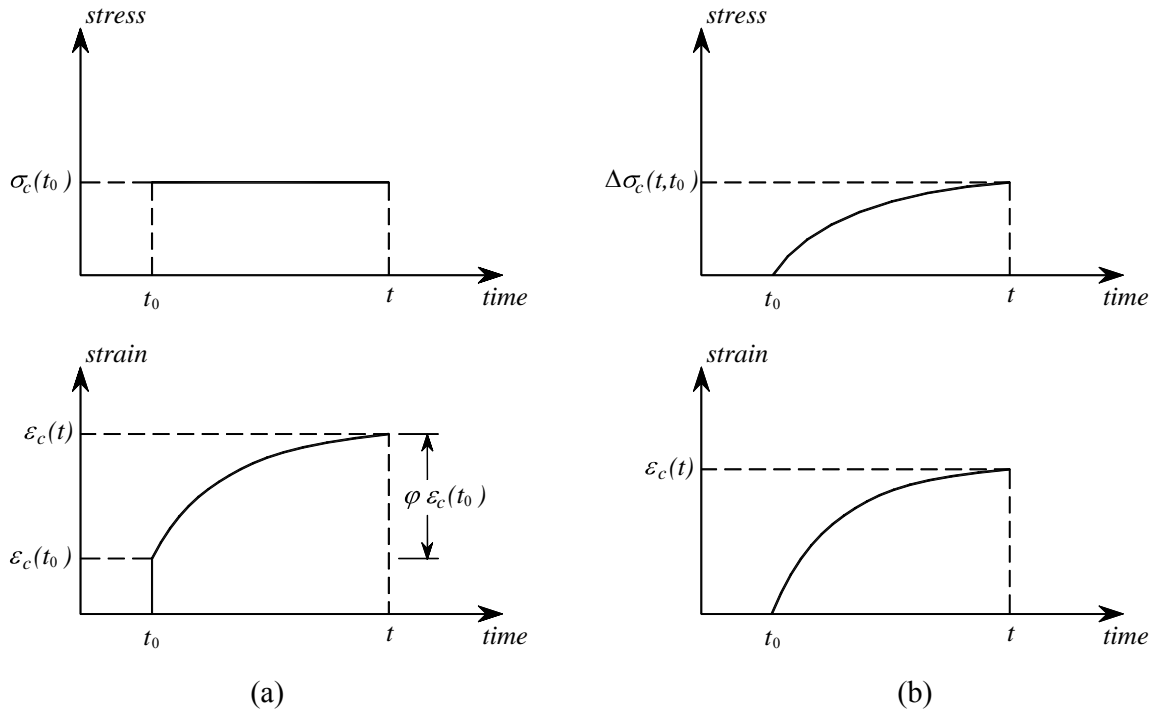 stress
σc(t0 )
t0
t
time
strain
εc(t)
φ εc(t0 )
εc(t0 )
t0
t
time
(a)
stress
Δσc(t,t0 )
t0
t
time
strain
εc(t)
t0
t
time
(b)